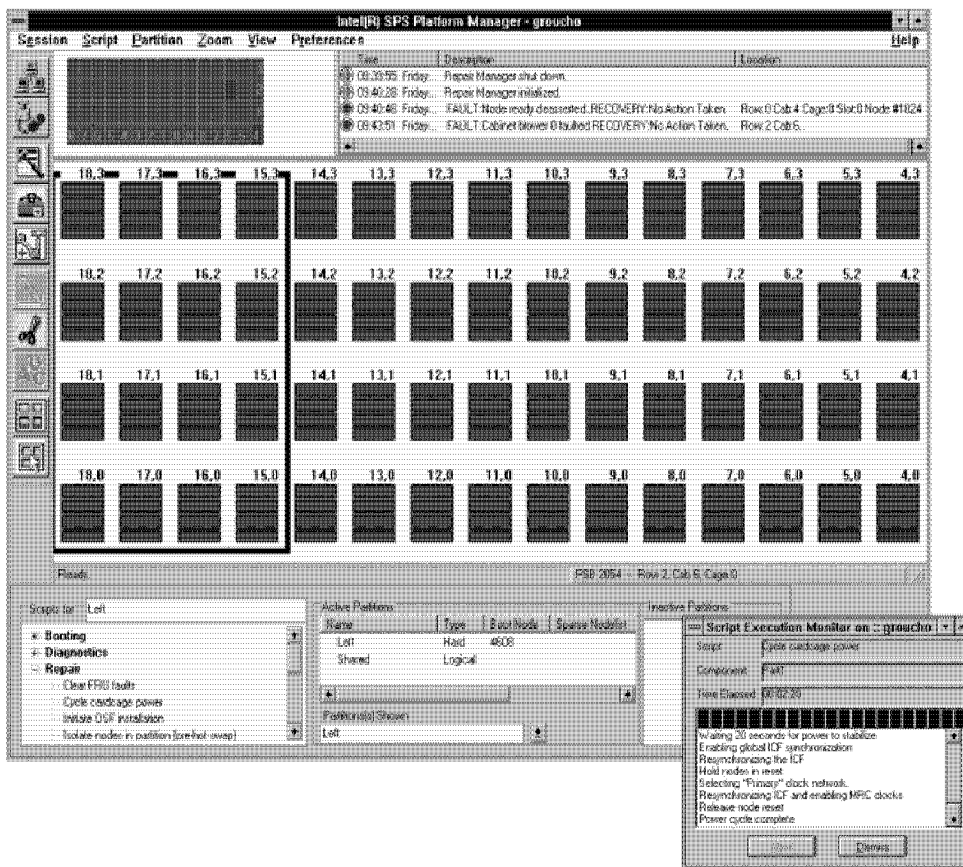 Intel(R) SPS Platform Manager - groucho
Session Script Partition Zoom View Preferences Help
Time Description Location
08:39:55 Friday... Repair Manager shut down.
09:40:28 Friday... Repair Manager initialized.
09:40:46 Friday... FAULT:Node ready deasserted. RECOVERY:No Action Taken. Row:0 Cab:4 Cage:0 Slot:0 Node #1824
09:43:51 Friday... FAULT:Cabinet blower 0 faulted RECOVERY:No Action Taken. Row 2 Cab 6..
18,3 17,3 16,3 15,3 14,3 13,3 12,3 11,3 10,3 9,3 8,3 7,3 6,3 5,3 4,3
18,2 17,2 16,2 15,2 14,2 13,2 12,2 11,2 10,2 9,2 8,2 7,2 6,2 5,2 4,2
18,1 17,1 16,1 15,1 14,1 13,1 12,1 11,1 10,1 9,1 8,1 7,1 6,1 5,1 4,1
18,0 17,0 16,0 15,0 14,0 13,0 12,0 11,0 10,0 9,0 8,0 7,0 6,0 5,0 4,0
Ready. PSB 2054 -- Row 2, Cab 6, Cage 0
Scripts for Left
Booting
Diagnostics
Repair
Clear FRU faults
Cycle cardcage power
Initiate OSF installation
Isolate nodes in partition (pre-hot swap)
Active Partitions
Name Type Boot Node Sparse Nodelist
Left Hard #608
Shared Logical
Partition(s) Shown
Left
Inactive Partitions
Script Execution Monitor on :: groucho
Script Cycle cardcage power
Component
Time Elapsed 00:02:20
Waiting 20 seconds for power to stabilize
Enabling global ICF synchronization
Resynchronizing the ICF
Hold nodes in reset
Selecting "Primary" clock network.
Resynchronizing ICF and enabling MRC clocks
Release node reset
Power cycle complete
Dismiss